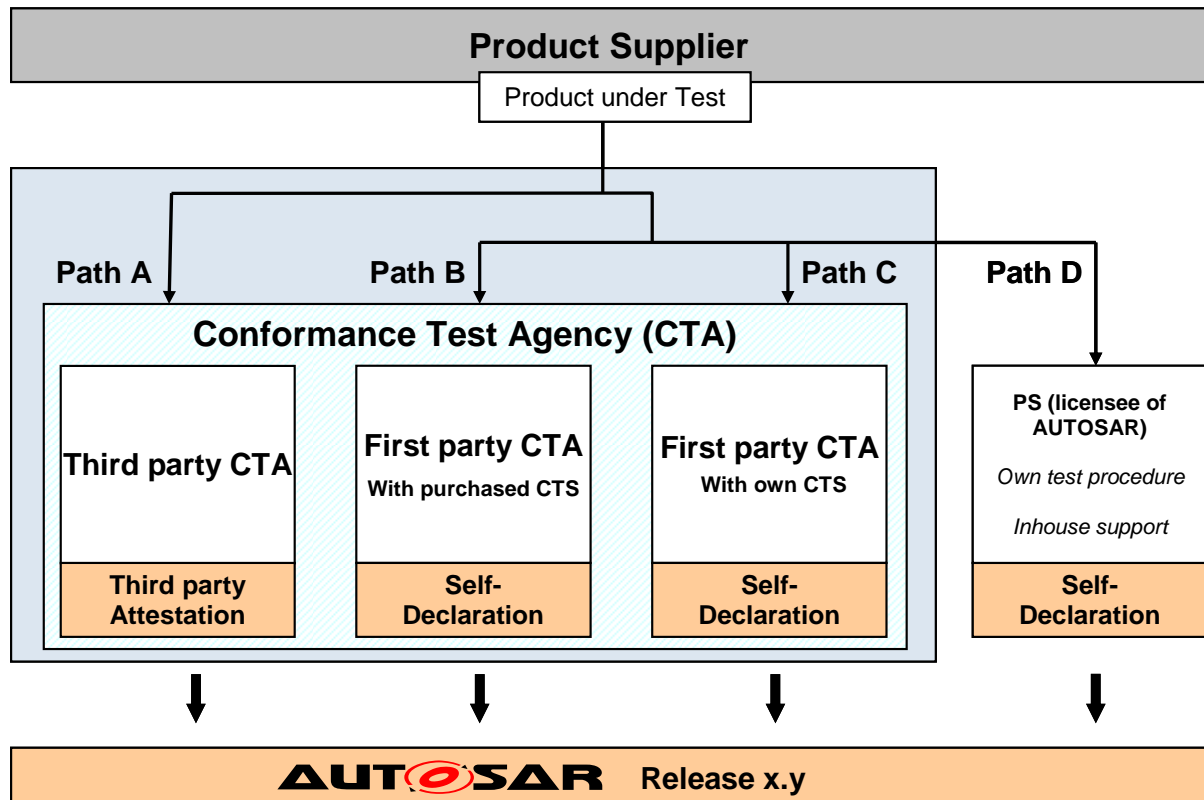 Product Supplier
Product under Test
Path A
Path B
Path C
Path D
Conformance Test Agency (CTA)
Third party CTA
Third party
Attestation
First party CTA
With purchased CTS
Self-
Declaration
First party CTA
With own CTS
Self-
Declaration
PS (licensee of
AUTOSAR)
Own test procedure
Inhouse support
Self-
Declaration
AUTOSAR Release x.y